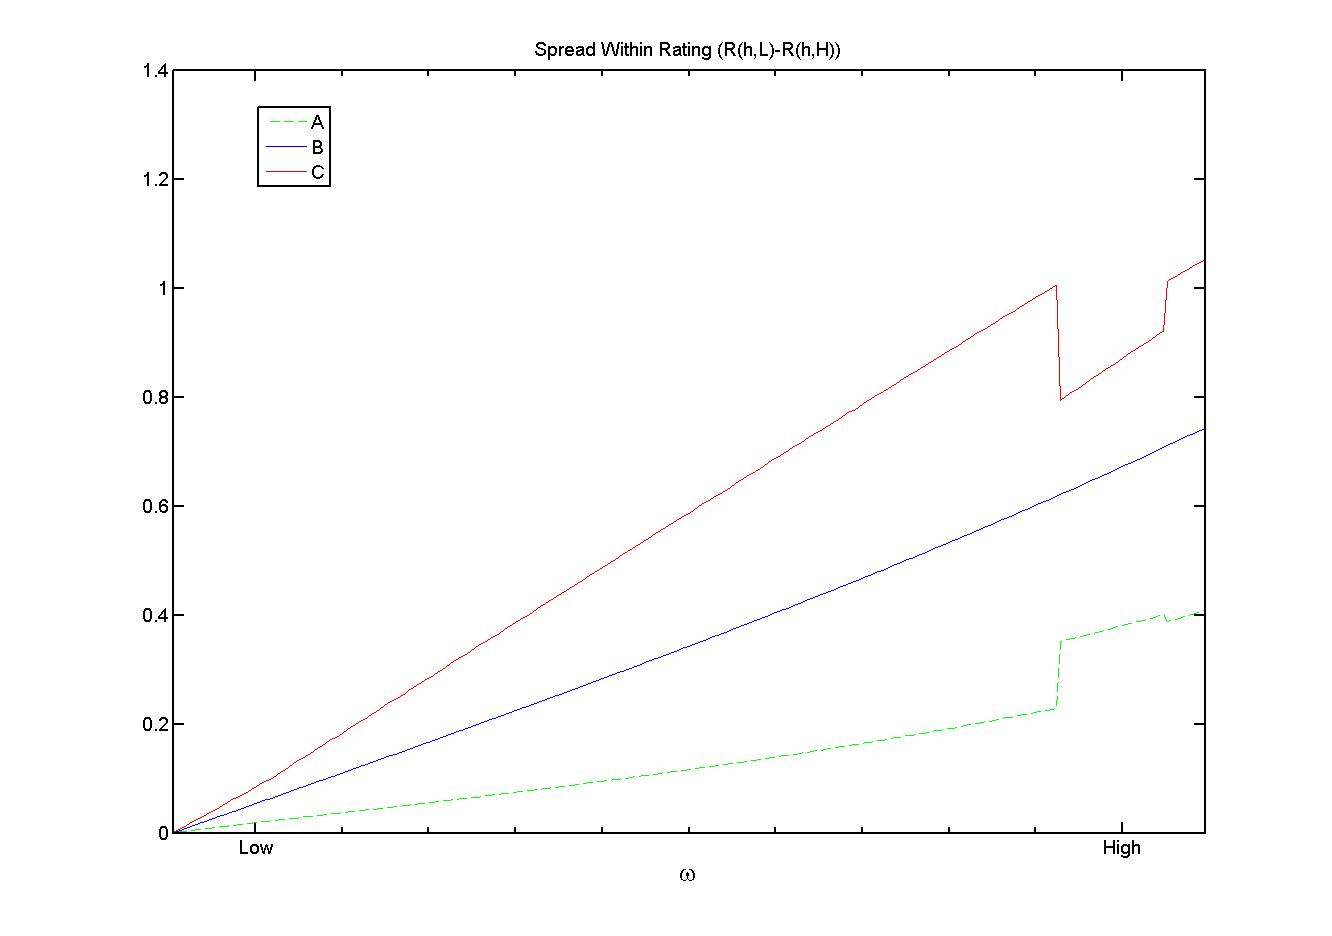 Spread Within Rating (R(h,L)-R(h,H))
1.4
A
B
C
1.2
1
0.8
0.6
0.4
0.2
0
Low
High
ω